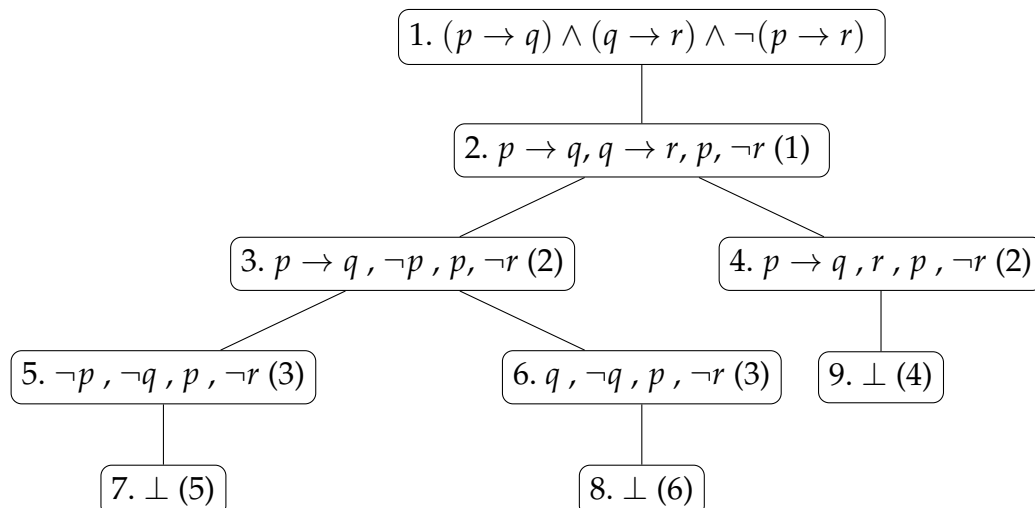 1. (p → q) ∧ (q → r) ∧ ¬(p → r)
2. p → q, q → r, p, ¬r (1)
3. p → q , ¬p , p, ¬r (2)
4. p → q , r , p , ¬r (2)
5. ¬p , ¬q , p , ¬r (3)
6. q , ¬q , p , ¬r (3)
9. ⊥ (4)
7. ⊥ (5)
8. ⊥ (6)